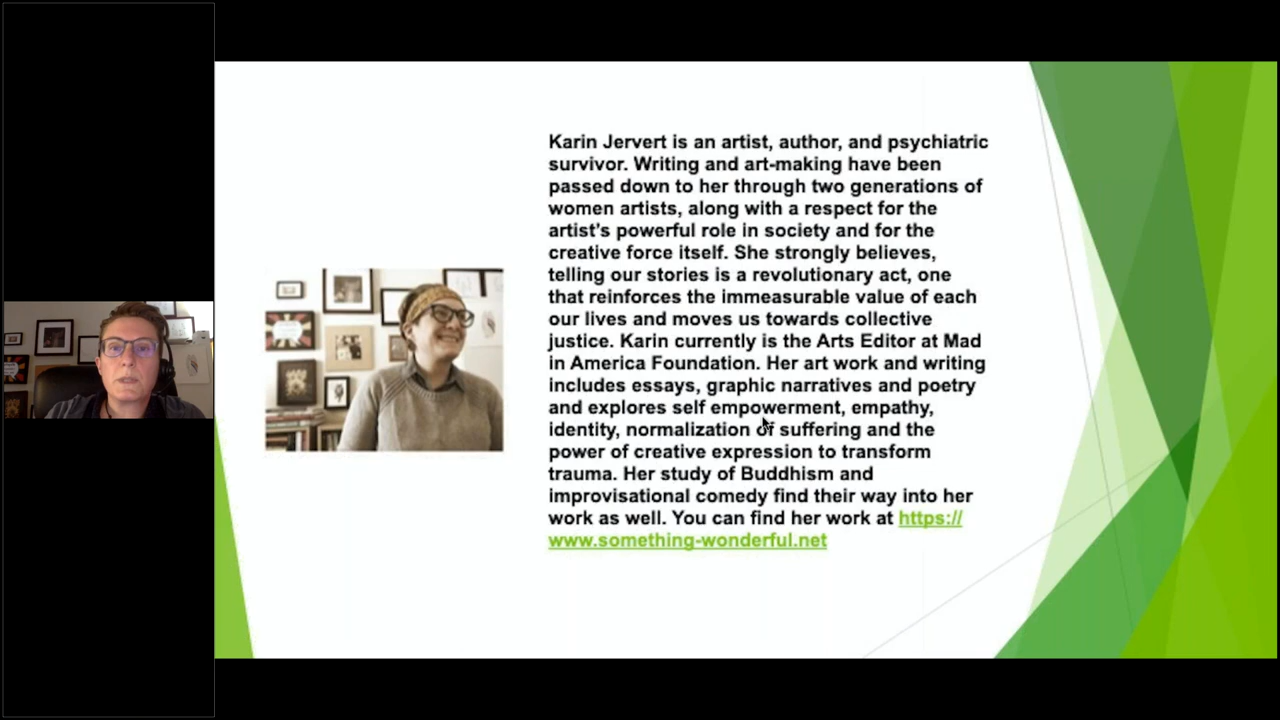 Karin Jervert is an artist, author, and psychiatric
survivor. Writing and art-making have been
passed down to her through two generations of
women artists, along with a respect for the
artist's powerful role in society and for the
creative force itself. She strongly believes,
telling our stories is a revolutionary act, one
that reinforces the immeasurable value of each
our lives and moves us towards collective
justice. Karin currently is the Arts Editor at Mad
in America Foundation. Her art work and writing
includes essays, graphic narratives and poetry
and explores self empowerment, empathy,
identity, normalization of suffering and the
power of creative expression to transform
trauma. Her study of Buddhism and
improvisational comedy find their way into her
work as well. You can find her work at https://
www.something-wonderful.net